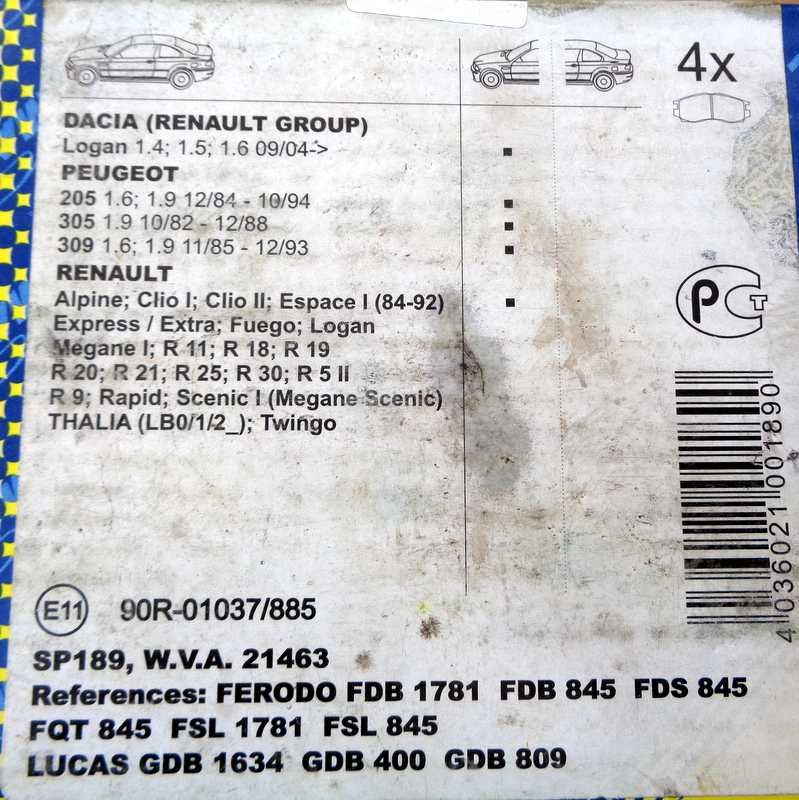 4x
DACIA (RENAULT GROUP)
Logan 1.4; 1.5; 1.6 09/04->
PEUGEOT
205 1.6; 1.9 12/84 - 10/94
305 1.9 10/82 - 12/88
309 1.6; 1.9 11/85 - 12/93
RENAULT
Alpine; Clio I; Clio II; Espace I (84-92)
Express / Extra; Fuego; Logan
Megane I; R 11; R 18; R 19
R 20; R 21; R 25; R 30; R 5 II
R 9; Rapid; Scenic I (Megane Scenic)
THALIA (LB0/1/2_); Twingo
РСТ
4 036021 001890
E11 90R-01037/885
SP189, W.V.A. 21463
References: FERODO FDB 1781 FDB 845 FDS 845
FQT 845 FSL 1781 FSL 845
LUCAS GDB 1634 GDB 400 GDB 809